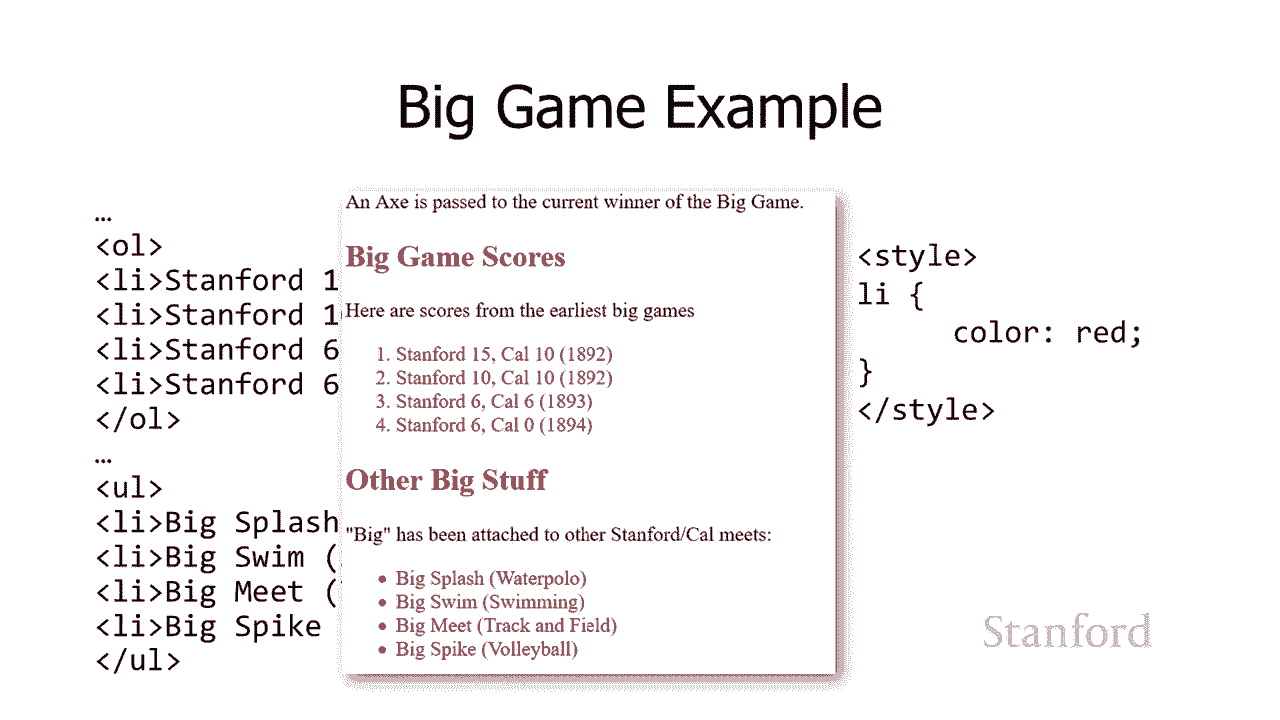 Big Game Example
…
<ol>
<li>Stanford 1
<li>Stanford 1
<li>Stanford 6
<li>Stanford 6
</ol>
…
<ul>
<li>Big Splash
<li>Big Swim (
<li>Big Meet (
<li>Big Spike
</ul>
An Axe is passed to the current winner of the Big Game.
Big Game Scores
Here are scores from the earliest big games
1. Stanford 15, Cal 10 (1892)
2. Stanford 10, Cal 10 (1892)
3. Stanford 6, Cal 6 (1893)
4. Stanford 6, Cal 0 (1894)
Other Big Stuff
"Big" has been attached to other Stanford/Cal meets:
• Big Splash (Waterpolo)
• Big Swim (Swimming)
• Big Meet (Track and Field)
• Big Spike (Volleyball)
<style>
li {
color: red;
}
</style>
Stanford